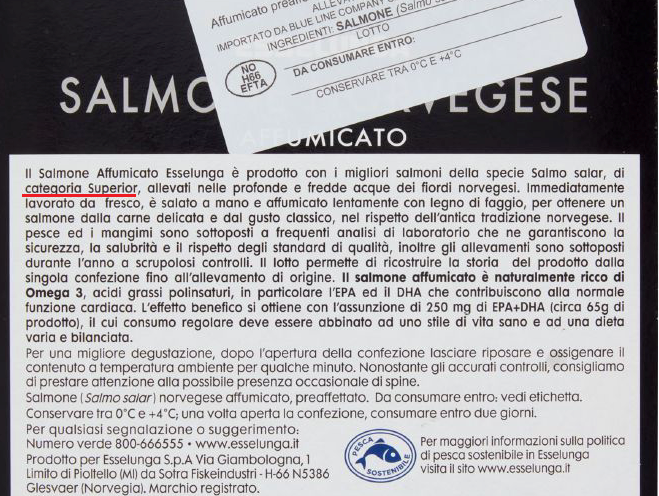 Affumicato preaff
ALLEVA
IMPORTATO DA BLUE LINE COMPANY S
INGREDIENTI: SALMONE (Salmo sa
LOTTO
DA CONSUMARE ENTRO:
CONSERVARE TRA 0°C E +4°C
NO
H66
EFTA
SALMO VEGESE
AFFUMICATO
Il Salmone Affumicato Esselunga è prodotto con i migliori salmoni della specie Salmo salar, di
categoria Superior, allevati nelle profonde e fredde acque dei fiordi norvegesi. Immediatamente
lavorato da fresco, è salato a mano e affumicato lentamente con legno di faggio, per ottenere un
salmone dalla carne delicata e dal gusto classico, nel rispetto dell'antica tradizione norvegese. Il
pesce ed i mangimi sono sottoposti a frequenti analisi di laboratorio che ne garantiscono la
sicurezza, la salubrità e il rispetto degli standard di qualità, inoltre gli allevamenti sono sottoposti
durante l'anno a scrupolosi controlli. Il lotto permette di ricostruire la storia del prodotto dalla
singola confezione fino all'allevamento di origine. Il salmone affumicato è naturalmente ricco di
Omega 3, acidi grassi polinsaturi, in particolare l'EPA ed il DHA che contribuiscono alla normale
funzione cardiaca. L'effetto benefico si ottiene con l'assunzione di 250 mg di EPA+DHA (circa 65g di
prodotto), il cui consumo regolare deve essere abbinato ad uno stile di vita sano e ad una dieta
varia e bilanciata.
Per una migliore degustazione, dopo l'apertura della confezione lasciare riposare e ossigenare il
contenuto a temperatura ambiente per qualche minuto. Nonostante gli accurati controlli, consigliamo
di prestare attenzione alla possibile presenza occasionale di spine.
Salmone (Salmo salar) norvegese affumicato, preaffettato. Da consumare entro: vedi etichetta.
Conservare tra 0°C e +4°C; una volta aperta la confezione, consumare entro due giorni.
Per qualsiasi segnalazione o suggerimento:
Numero verde 800-666555 • www.esselunga.it
Prodotto per Esselunga S.p.A Via Giambologna, 1
Limito di Pioltello (MI) da Sotra Fiskeindustri - H-66 N5386
Glesvaer (Norvegia). Marchio registrato.
PESCA
SOSTENIBILE
Per maggiori informazioni sulla politica
di pesca sostenibile in Esselunga
visita il sito www.esselunga.it